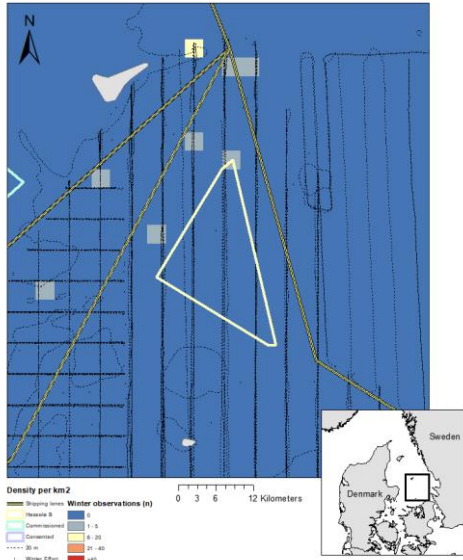 N
Sweden
Denmark
0 3 6 12 Kilometers
Density per km2
Shipping lanes
Hesselø B
Commissioned
Consented
20 m
Winter Effort
Winter observations (n)
0
1 - 5
6 - 20
21 - 40
>40